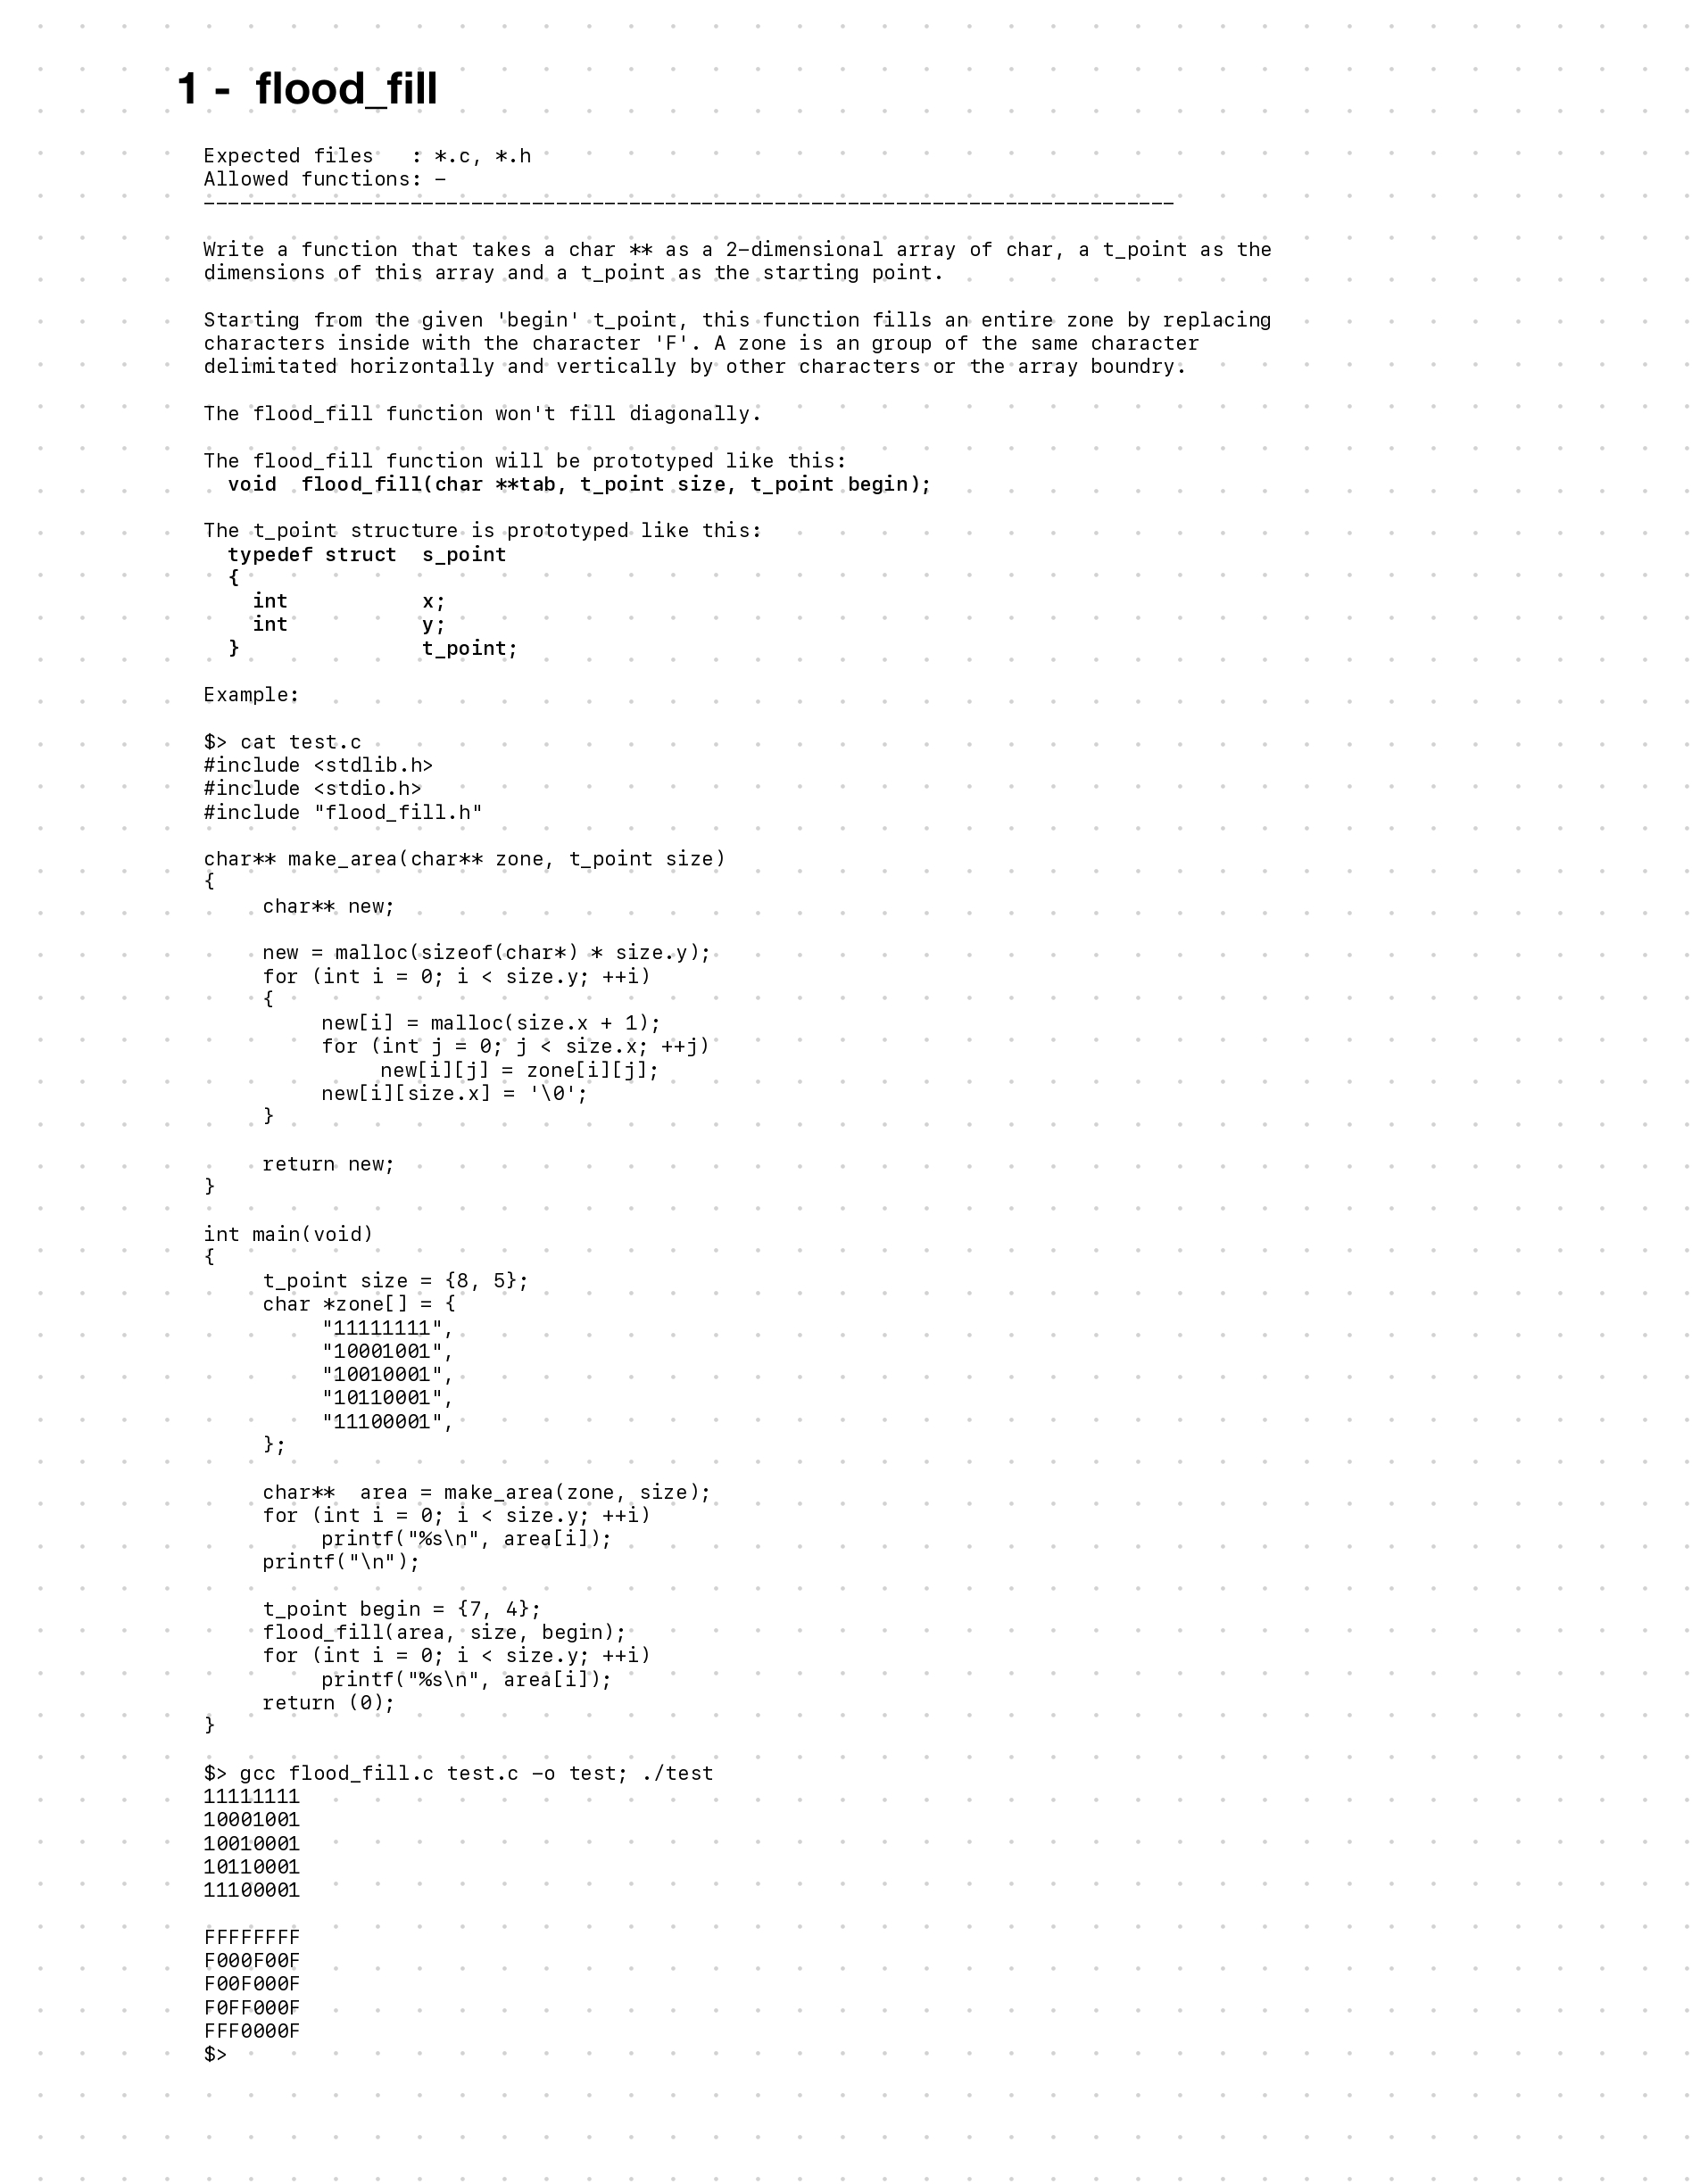 1 - flood_fill
Expected files   : *.c, *.h
Allowed functions: -
--------------------------------------------------------------------------------
Write a function that takes a char ** as a 2-dimensional array of char, a t_point as the
dimensions of this array and a t_point as the starting point.
Starting from the given 'begin' t_point, this function fills an entire zone by replacing
characters inside with the character 'F'. A zone is an group of the same character
delimitated horizontally and vertically by other characters or the array boundry.
The flood_fill function won't fill diagonally.
The flood_fill function will be prototyped like this:
  void  flood_fill(char **tab, t_point size, t_point begin);
The t_point structure is prototyped like this:
  typedef struct  s_point
  {
    int           x;
    int           y;
  }               t_point;
Example:
$> cat test.c
#include <stdlib.h>
#include <stdio.h>
#include "flood_fill.h"
char** make_area(char** zone, t_point size)
{
     char** new;
     new = malloc(sizeof(char*) * size.y);
     for (int i = 0; i < size.y; ++i)
     {
          new[i] = malloc(size.x + 1);
          for (int j = 0; j < size.x; ++j)
               new[i][j] = zone[i][j];
          new[i][size.x] = '\0';
     }
     return new;
}
int main(void)
{
     t_point size = {8, 5};
     char *zone[] = {
          "11111111",
          "10001001",
          "10010001",
          "10110001",
          "11100001",
     };
     char**  area = make_area(zone, size);
     for (int i = 0; i < size.y; ++i)
          printf("%s\n", area[i]);
     printf("\n");
     t_point begin = {7, 4};
     flood_fill(area, size, begin);
     for (int i = 0; i < size.y; ++i)
          printf("%s\n", area[i]);
     return (0);
}
$> gcc flood_fill.c test.c -o test; ./test
11111111
10001001
10010001
10110001
11100001
FFFFFFFF
F000F00F
F00F000F
F0FF000F
FFF0000F
$>